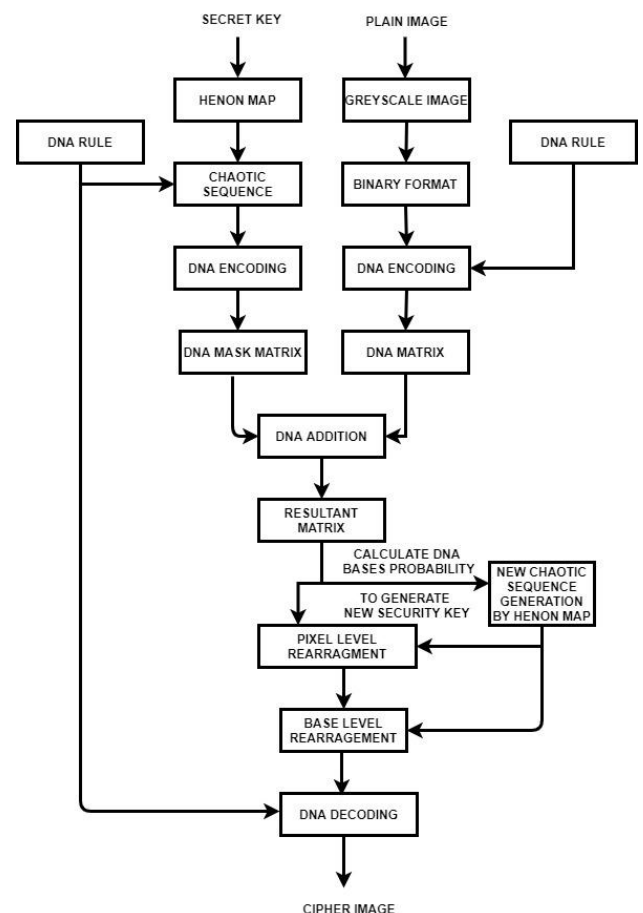 SECRET KEY
PLAIN IMAGE
HENON MAP
GREYSCALE IMAGE
DNA RULE
DNA RULE
CHAOTIC
SEQUENCE
BINARY FORMAT
DNA ENCODING
DNA ENCODING
DNA MASK MATRIX
DNA MATRIX
DNA ADDITION
RESULTANT
MATRIX
CALCULATE DNA
BASES PROBABILITY
TO GENERATE
NEW SECURITY KEY
NEW CHAOTIC
SEQUENCE
GENERATION
BY HENON MAP
PIXEL LEVEL
REARRAGMENT
BASE LEVEL
REARRAGEMENT
DNA DECODING
CIPHER IMAGE